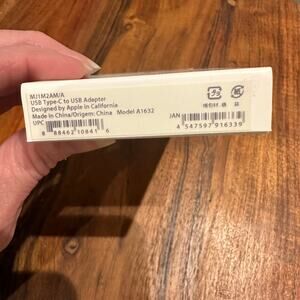 MJ1M2AM/A
USB Type-C to USB Adapter
Designed by Apple in California
Made in China/Origem: China Model A1632
UPC
8 88462 10841 6
JAN
4 547597 916339